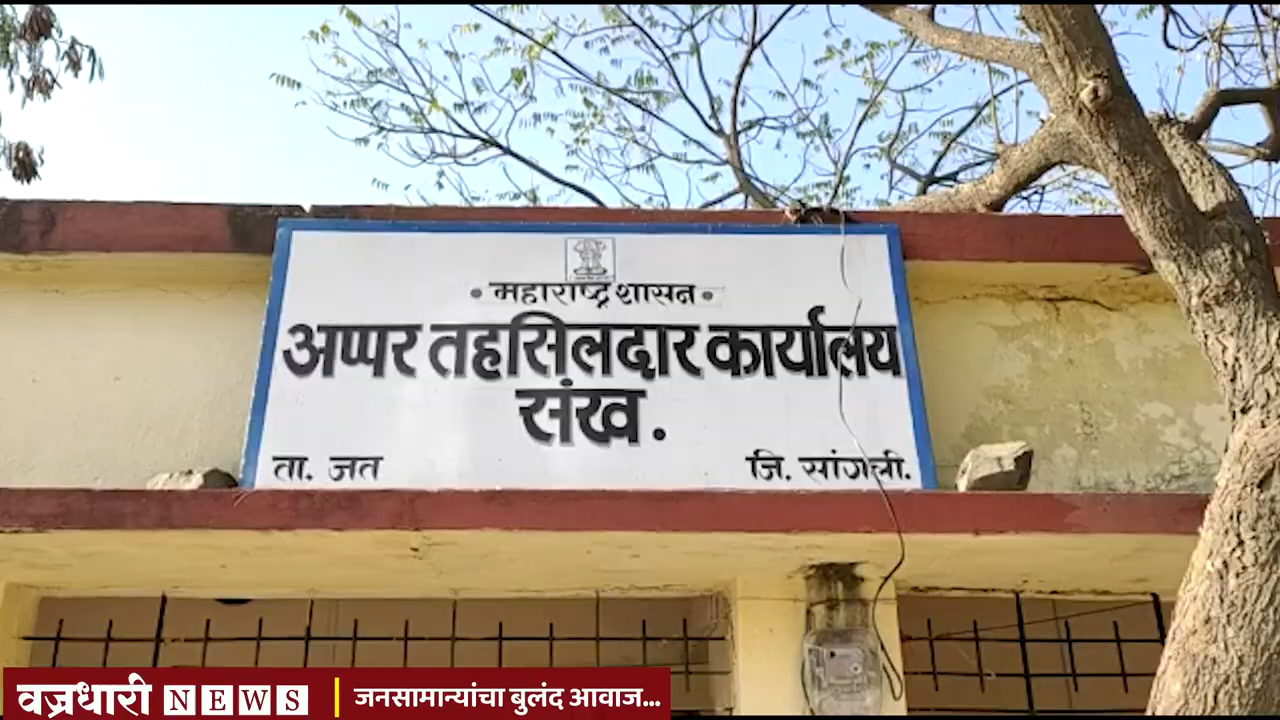 • महाराष्ट्र शासन •
अप्पर तहसिलदार कार्यालय
संख .
ता. जत जि. सांगली.
वज्रधारी NEWS जनसामान्यांचा बुलंद आवाज...